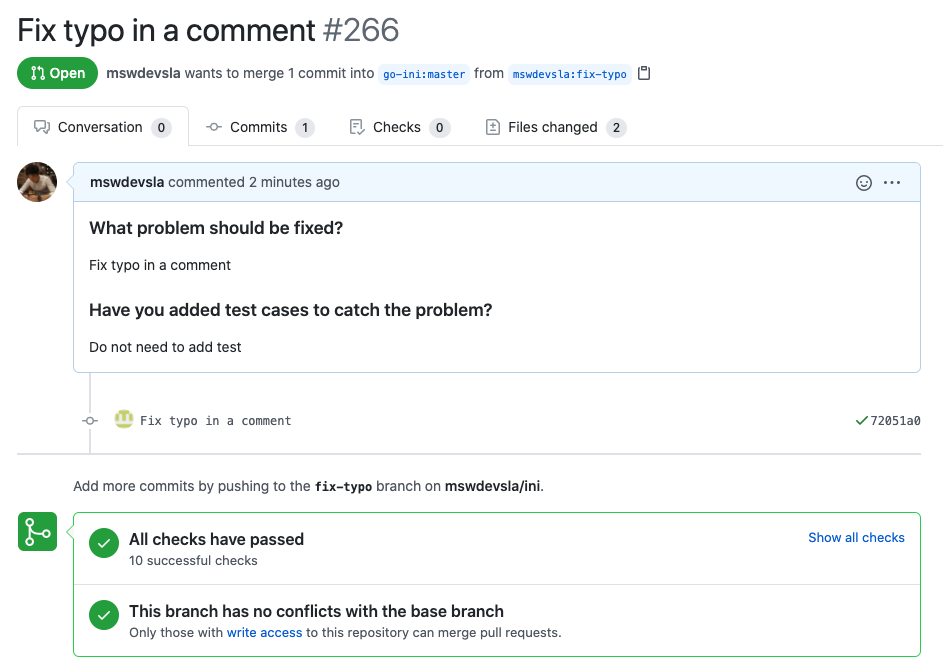 Fix typo in a comment #266
Open mswdevsla wants to merge 1 commit into go-ini:master from mswdevsla:fix-typo
Conversation 0 Commits 1 Checks 0 Files changed 2
mswdevsla commented 2 minutes ago
What problem should be fixed?
Fix typo in a comment
Have you added test cases to catch the problem?
Do not need to add test
Fix typo in a comment 72051a0
Add more commits by pushing to the fix-typo branch on mswdevsla/ini.
All checks have passed Show all checks
10 successful checks
This branch has no conflicts with the base branch
Only those with write access to this repository can merge pull requests.